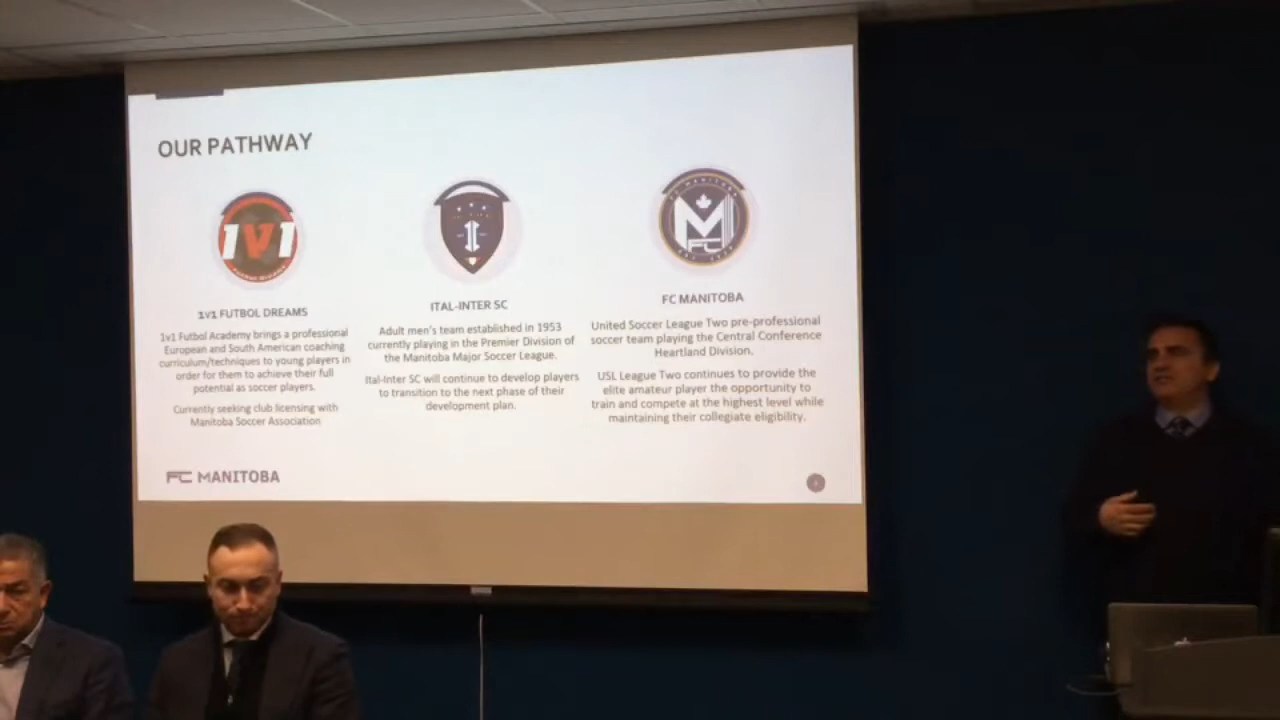 OUR PATHWAY
1V1
FC MANITOBA
M
FC
1V1 FUTBOL DREAMS
1v1 Futbol Academy brings a professional
European and South American coaching
curriculum/techniques to young players in
order for them to achieve their full
potential as soccer players.
Currently seeking club licensing with
Manitoba Soccer Association
ITAL-INTER SC
Adult men's team established in 1953
currently playing in the Premier Division of
the Manitoba Major Soccer League.
Ital-Inter SC will continue to develop players
to transition to the next phase of their
development plan.
FC MANITOBA
United Soccer League Two pre-professional
soccer team playing the Central Conference
Heartland Division.
USL League Two continues to provide the
elite amateur player the opportunity to
train and compete at the highest level while
maintaining their collegiate eligibility.
FC MANITOBA